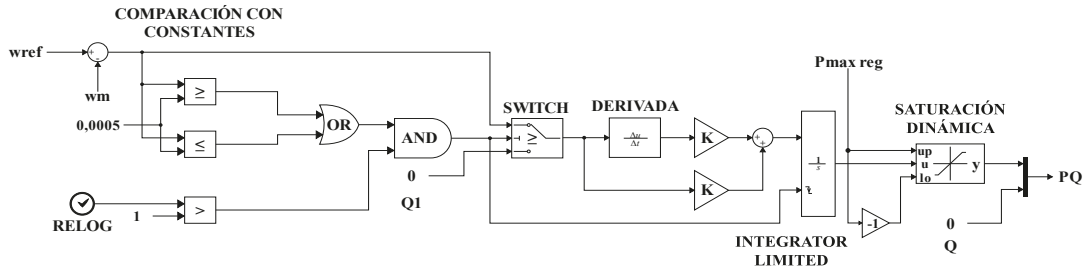 COMPARACIÓN CON
CONSTANTES
wref
+
-
wm
0,0005
≥
≤
OR
AND
RELOG
1
>
0
Q1
SWITCH
≥
DERIVADA
Δu
Δt
K
K
+
+
1
s
INTEGRATOR
LIMITED
Pmax reg
-1
SATURACIÓN
DINÁMICA
up
u
lo
y
0
Q
PQ